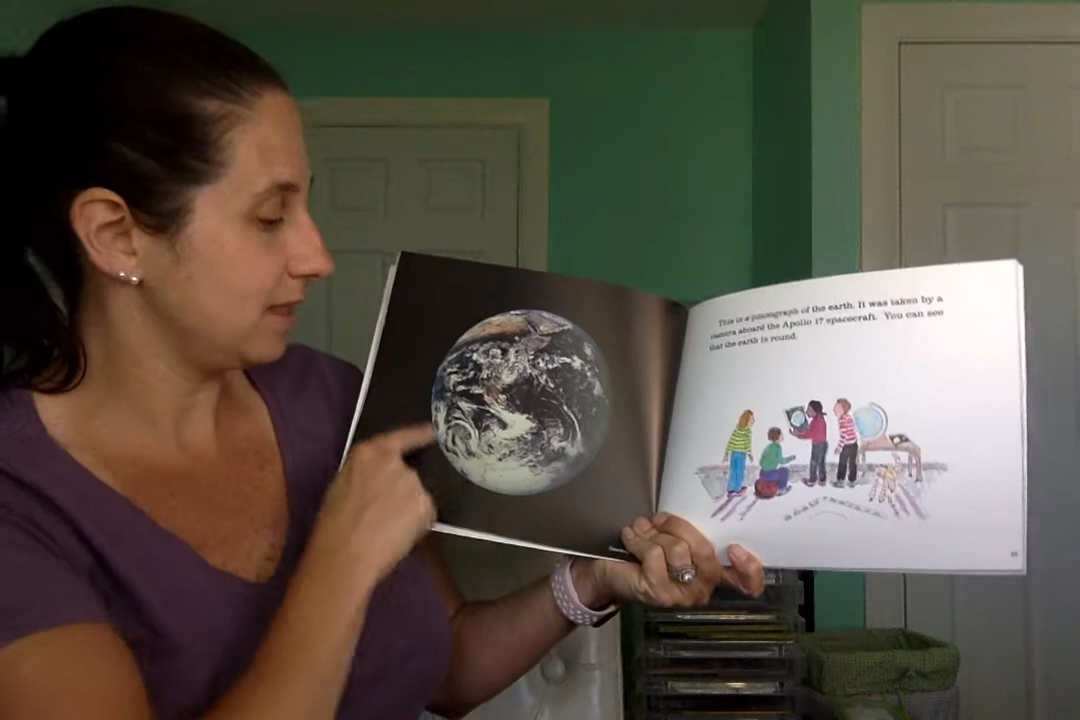 This is a photograph of the earth. It was taken by a
camera aboard the Apollo 17 spacecraft. You can see
that the earth is round.